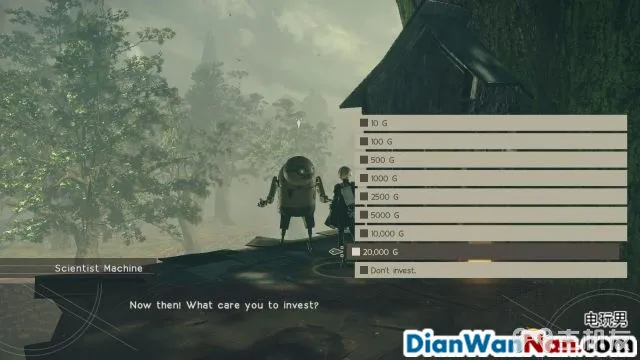 10 G
100 G
500 G
1000 G
2500 G
5000 G
10,000 G
20,000 G
Don't invest.
Scientist Machine
Now then! What care you to invest?
电玩男
DianWanNan.com